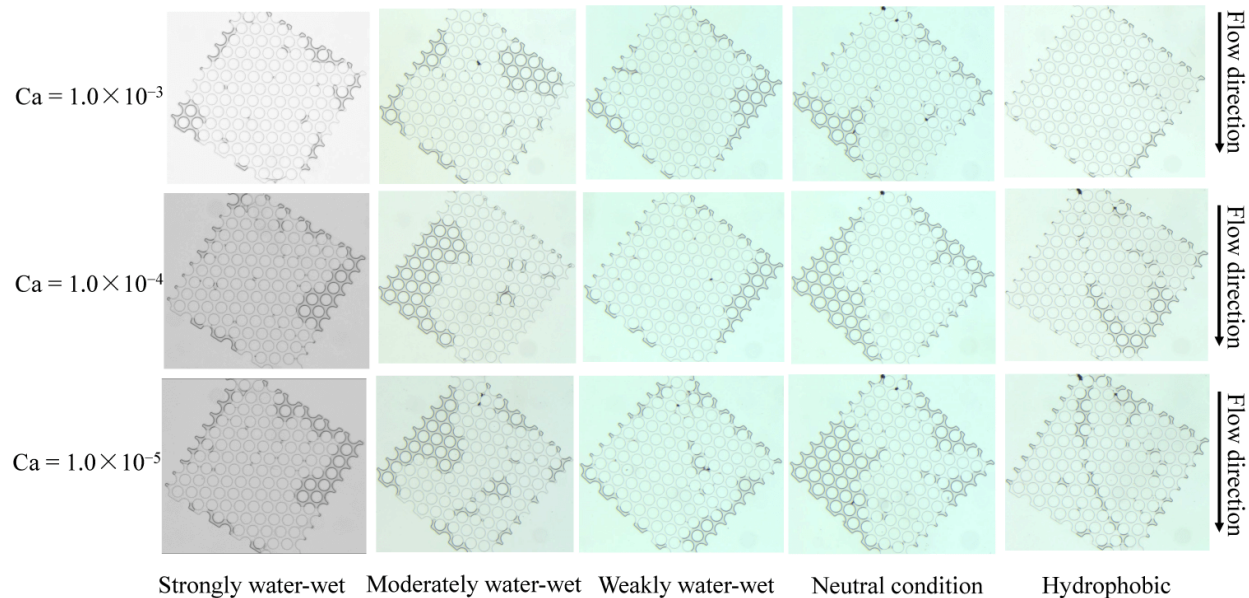 Ca = 1.0×10⁻³
Flow direction
Ca = 1.0×10⁻⁴
Flow direction
Ca = 1.0×10⁻⁵
Flow direction
Strongly water-wet
Moderately water-wet
Weakly water-wet
Neutral condition
Hydrophobic